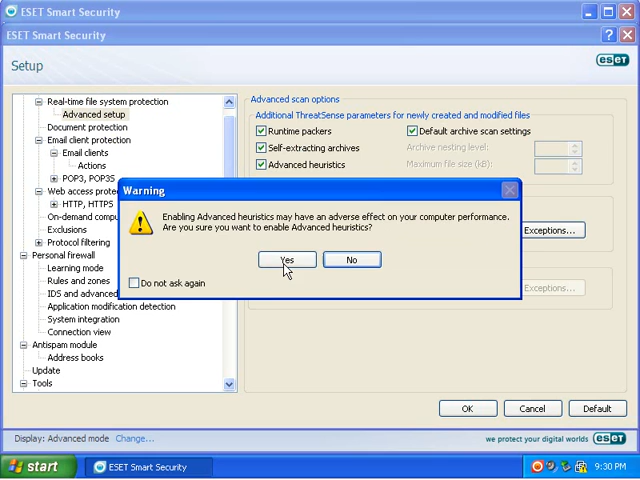 ESET Smart Security
ESET Smart Security
Setup
eset
Real-time file system protection
Advanced setup
Document protection
Email client protection
Email clients
Actions
POP3, POP3S
Web access prote
HTTP, HTTPS
On-demand compu
Exclusions
Protocol filtering
Personal firewall
Learning mode
Rules and zones
IDS and advanced
Application modification detection
System integration
Connection view
Antispam module
Address books
Update
Tools
Advanced scan options
Additional ThreatSense parameters for newly created and modified files
Runtime packers
Default archive scan settings
Self-extracting archives
Archive nesting level:
Advanced heuristics
Maximum file size (kB):
Exceptions...
Exceptions...
Warning
Enabling Advanced heuristics may have an adverse effect on your computer performance.
Are you sure you want to enable Advanced heuristics?
Yes
No
Do not ask again
OK
Cancel
Default
Display: Advanced mode Change...
we protect your digital worlds eset
start
ESET Smart Security
9:30 PM